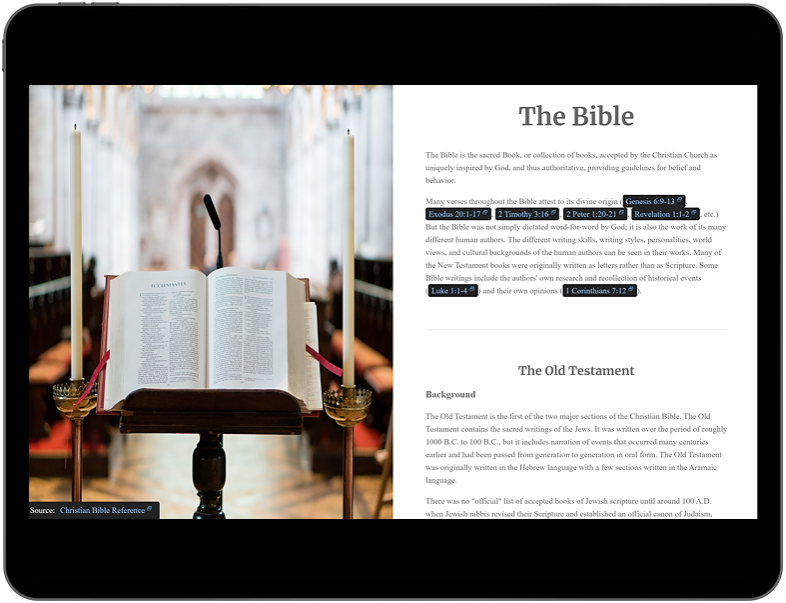 ECCLESIASTES
Source: Christian Bible Reference
The Bible
The Bible is the sacred Book, or collection of books, accepted by the Christian Church as
uniquely inspired by God, and thus authoritative, providing guidelines for belief and
behavior.
Many verses throughout the Bible attest to its divine origin ( Genesis 6:9-13 ,
Exodus 20:1-17 , 2 Timothy 3:16 , 2 Peter 1:20-21 , Revelation 1:1-2 , etc.)
But the Bible was not simply dictated word-for-word by God; it is also the work of its many
different human authors. The different writing skills, writing styles, personalities, world
views, and cultural backgrounds of the human authors can be seen in their works. Many of
the New Testament books were originally written as letters rather than as Scripture. Some
Bible writings include the authors' own research and recollection of historical events
( Luke 1:1-4 ) and their own opinions ( 1 Corinthians 7:12 ).
The Old Testament
Background
The Old Testament is the first of the two major sections of the Christian Bible. The Old
Testament contains the sacred writings of the Jews. It was written over the period of roughly
1000 B.C. to 100 B.C., but it includes narration of events that occurred many centuries
earlier and had been passed from generation to generation in oral form. The Old Testament
was originally written in the Hebrew language with a few sections written in the Aramaic
language.
There was no "official" list of accepted books of Jewish scripture until around 100 A.D.
when Jewish rabbis revised their Scripture and established an official canon of Judaism,